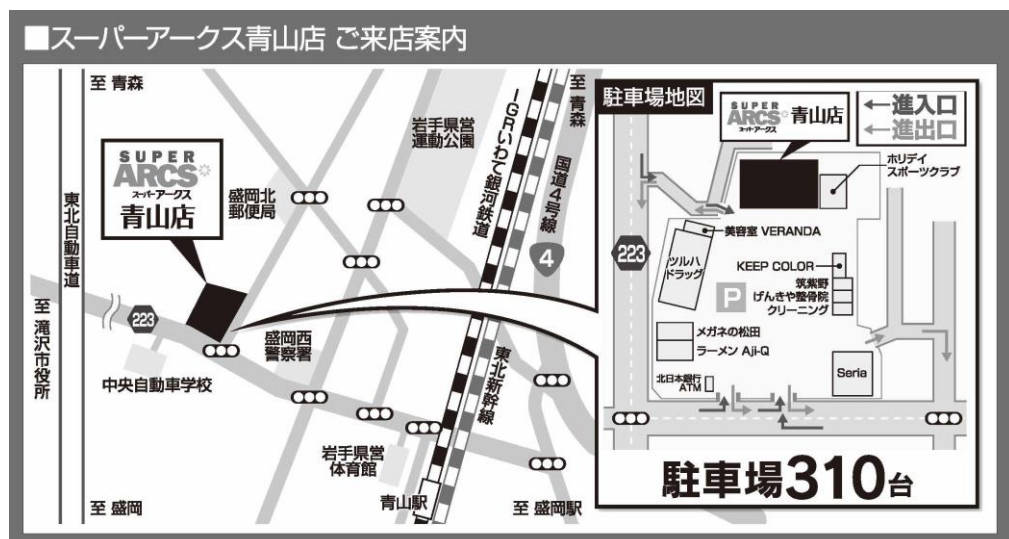 ■スーパーアークス青山店 ご来店案内
至 青森
SUPER
ARCS
スーパーアークス
青山店
東北自動車道
至 滝沢市役所
223
中央自動車学校
至 盛岡
盛岡北
郵便局
盛岡西
警察署
岩手県営
運動公園
IGRいわて銀河鉄道
至 青森
国道4号線
4
東北新幹線
岩手県営
体育館
青山駅
至 盛岡駅
駐車場地図
SUPER
ARCS
スーパーアークス
青山店
←進入口
←進出口
ホリデイ
スポーツクラブ
美容室 VERANDA
223
ツルハ
ドラッグ
KEEP COLOR
P
筑紫野
げんきや整骨院
クリーニング
メガネの松田
ラーメン Aji-Q
北日本銀行
ATM
Seria
駐車場310台